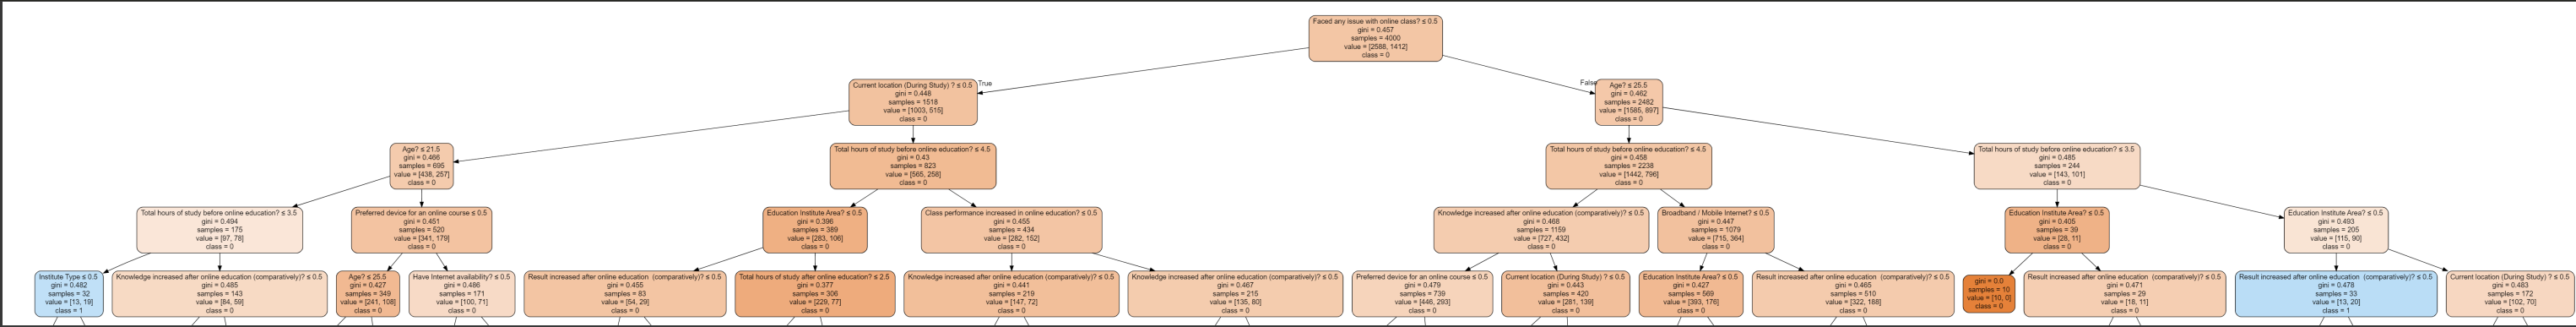 Faced any issue with online class? ≤ 0.5
gini = 0.457
samples = 4000
value = [2588, 1412]
class = 0
True
False
Current location (During Study) ? ≤ 0.5
gini = 0.448
samples = 1518
value = [1003, 515]
class = 0
Age? ≤ 25.5
gini = 0.462
samples = 2482
value = [1585, 897]
class = 0
Age? ≤ 21.5
gini = 0.466
samples = 695
value = [438, 257]
class = 0
Total hours of study before online education? ≤ 4.5
gini = 0.43
samples = 823
value = [565, 258]
class = 0
Total hours of study before online education? ≤ 4.5
gini = 0.458
samples = 2238
value = [1442, 796]
class = 0
Total hours of study before online education? ≤ 3.5
gini = 0.485
samples = 244
value = [143, 101]
class = 0
Total hours of study before online education? ≤ 3.5
gini = 0.494
samples = 175
value = [97, 78]
class = 0
Preferred device for an online course ≤ 0.5
gini = 0.451
samples = 520
value = [341, 179]
class = 0
Education Institute Area? ≤ 0.5
gini = 0.396
samples = 389
value = [283, 106]
class = 0
Class performance increased in online education? ≤ 0.5
gini = 0.455
samples = 434
value = [282, 152]
class = 0
Knowledge increased after online education (comparatively)? ≤ 0.5
gini = 0.468
samples = 1159
value = [727, 432]
class = 0
Broadband / Mobile Internet? ≤ 0.5
gini = 0.447
samples = 1079
value = [715, 364]
class = 0
Education Institute Area? ≤ 0.5
gini = 0.405
samples = 39
value = [28, 11]
class = 0
Education Institute Area? ≤ 0.5
gini = 0.493
samples = 205
value = [115, 90]
class = 0
Institute Type ≤ 0.5
gini = 0.482
samples = 32
value = [13, 19]
class = 1
Knowledge increased after online education (comparatively)? ≤ 0.5
gini = 0.485
samples = 143
value = [84, 59]
class = 0
Age? ≤ 25.5
gini = 0.427
samples = 349
value = [241, 108]
class = 0
Have Internet availability? ≤ 0.5
gini = 0.486
samples = 171
value = [100, 71]
class = 0
Result increased after online education (comparatively)? ≤ 0.5
gini = 0.455
samples = 83
value = [54, 29]
class = 0
Total hours of study after online education? ≤ 2.5
gini = 0.377
samples = 306
value = [229, 77]
class = 0
Knowledge increased after online education (comparatively)? ≤ 0.5
gini = 0.441
samples = 219
value = [147, 72]
class = 0
Knowledge increased after online education (comparatively)? ≤ 0.5
gini = 0.467
samples = 215
value = [135, 80]
class = 0
Preferred device for an online course ≤ 0.5
gini = 0.479
samples = 739
value = [446, 293]
class = 0
Current location (During Study) ? ≤ 0.5
gini = 0.443
samples = 420
value = [281, 139]
class = 0
Education Institute Area? ≤ 0.5
gini = 0.427
samples = 569
value = [393, 176]
class = 0
Result increased after online education (comparatively)? ≤ 0.5
gini = 0.465
samples = 510
value = [322, 188]
class = 0
gini = 0.0
samples = 10
value = [10, 0]
class = 0
Result increased after online education (comparatively)? ≤ 0.5
gini = 0.471
samples = 29
value = [18, 11]
class = 0
Result increased after online education (comparatively)? ≤ 0.5
gini = 0.478
samples = 33
value = [13, 20]
class = 1
Current location (During Study) ? ≤ 0.5
gini = 0.483
samples = 172
value = [102, 70]
class = 0